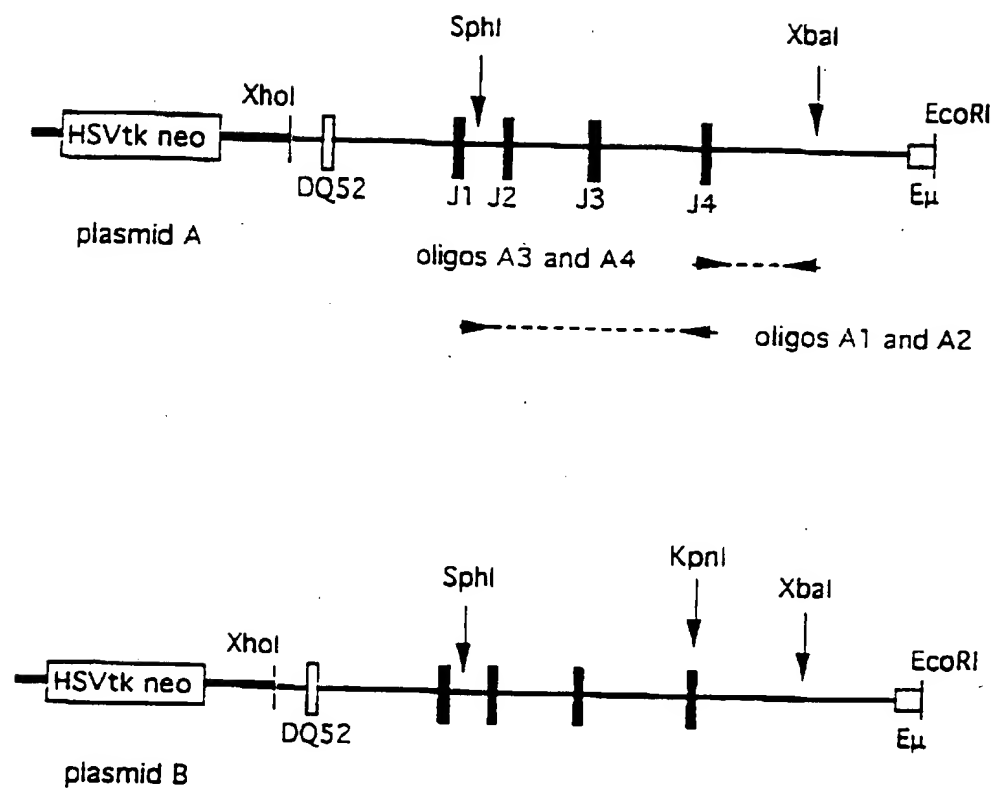 SphI
XbaI
XhoI
EcoRI
HSVtk neo
DQ52
J1 J2 J3 J4
Eμ
plasmid A
oligos A3 and A4
oligos A1 and A2
KpnI
SphI
XbaI
XhoI
EcoRI
HSVtk neo
DQ52
Eμ
plasmid B